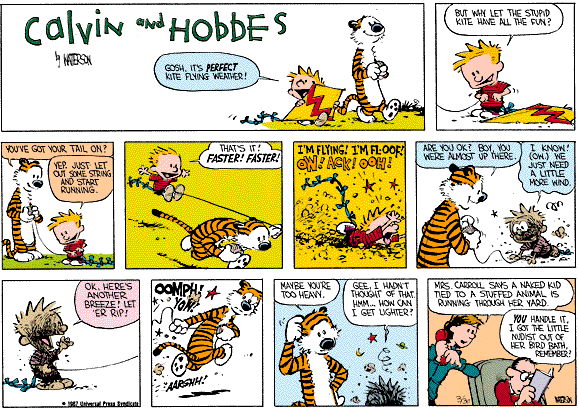 Calvin and HOBBES
by WATERSON
GOSH, IT'S PERFECT
KITE FLYING WEATHER!
BUT WHY LET THE STUPID
KITE HAVE ALL THE FUN?
YOU'VE GOT YOUR TAIL ON?
YEP. JUST LET
OUT SOME STRING
AND START
RUNNING.
THAT'S IT!
FASTER! FASTER!
I'M FLYING! I'M FL-OOF!
OW! ACK! OOH!
ARE YOU OK? BOY, YOU
WERE ALMOST UP THERE.
I KNOW!
(OW.) WE
JUST NEED
A LITTLE
MORE WIND.
OK, HERE'S
ANOTHER
BREEZE! LET
'ER RIP!
© 1987 Universal Press Syndicate
OOMPH!
YOW!
AARGHH!
MAYBE YOU'RE
TOO HEAVY.
GEE, I HADN'T
THOUGHT OF THAT.
HMM... HOW CAN
I GET LIGHTER?
MRS. CARROLL SAYS A NAKED KID
TIED TO A STUFFED ANIMAL IS
RUNNING THROUGH HER YARD.
YOU HANDLE IT,
I GOT THE LITTLE
NUDIST OUT OF
HER BIRD BATH,
REMEMBER?
WATERSON